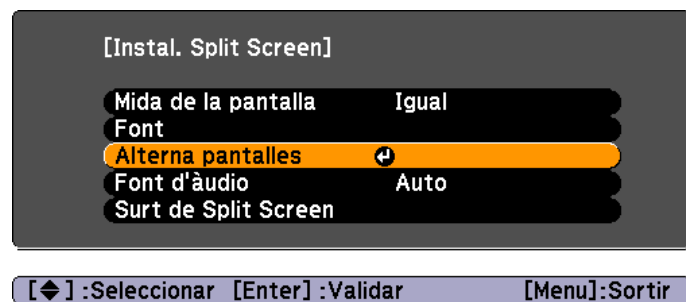 [Instal. Split Screen]
Mida de la pantalla Igual
Font
Alterna pantalles
Font d'àudio Auto
Surt de Split Screen
[◆] :Seleccionar [Enter] :Validar [Menu]:Sortir